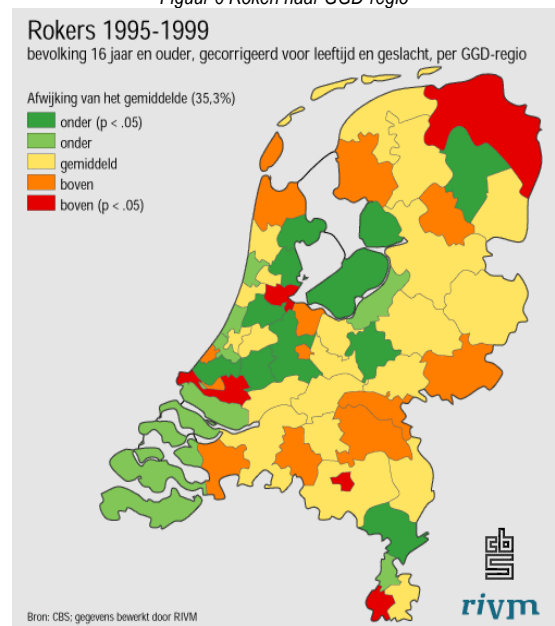 Figuur 6 Roken naar GGD-regio
Rokers 1995-1999
bevolking 16 jaar en ouder, gecorrigeerd voor leeftijd en geslacht, per GGD-regio
Afwijking van het gemiddelde (35,3%)
onder (p < .05)
onder
gemiddeld
boven
boven (p < .05)
cbs
rivm
Bron: CBS; gegevens bewerkt door RIVM